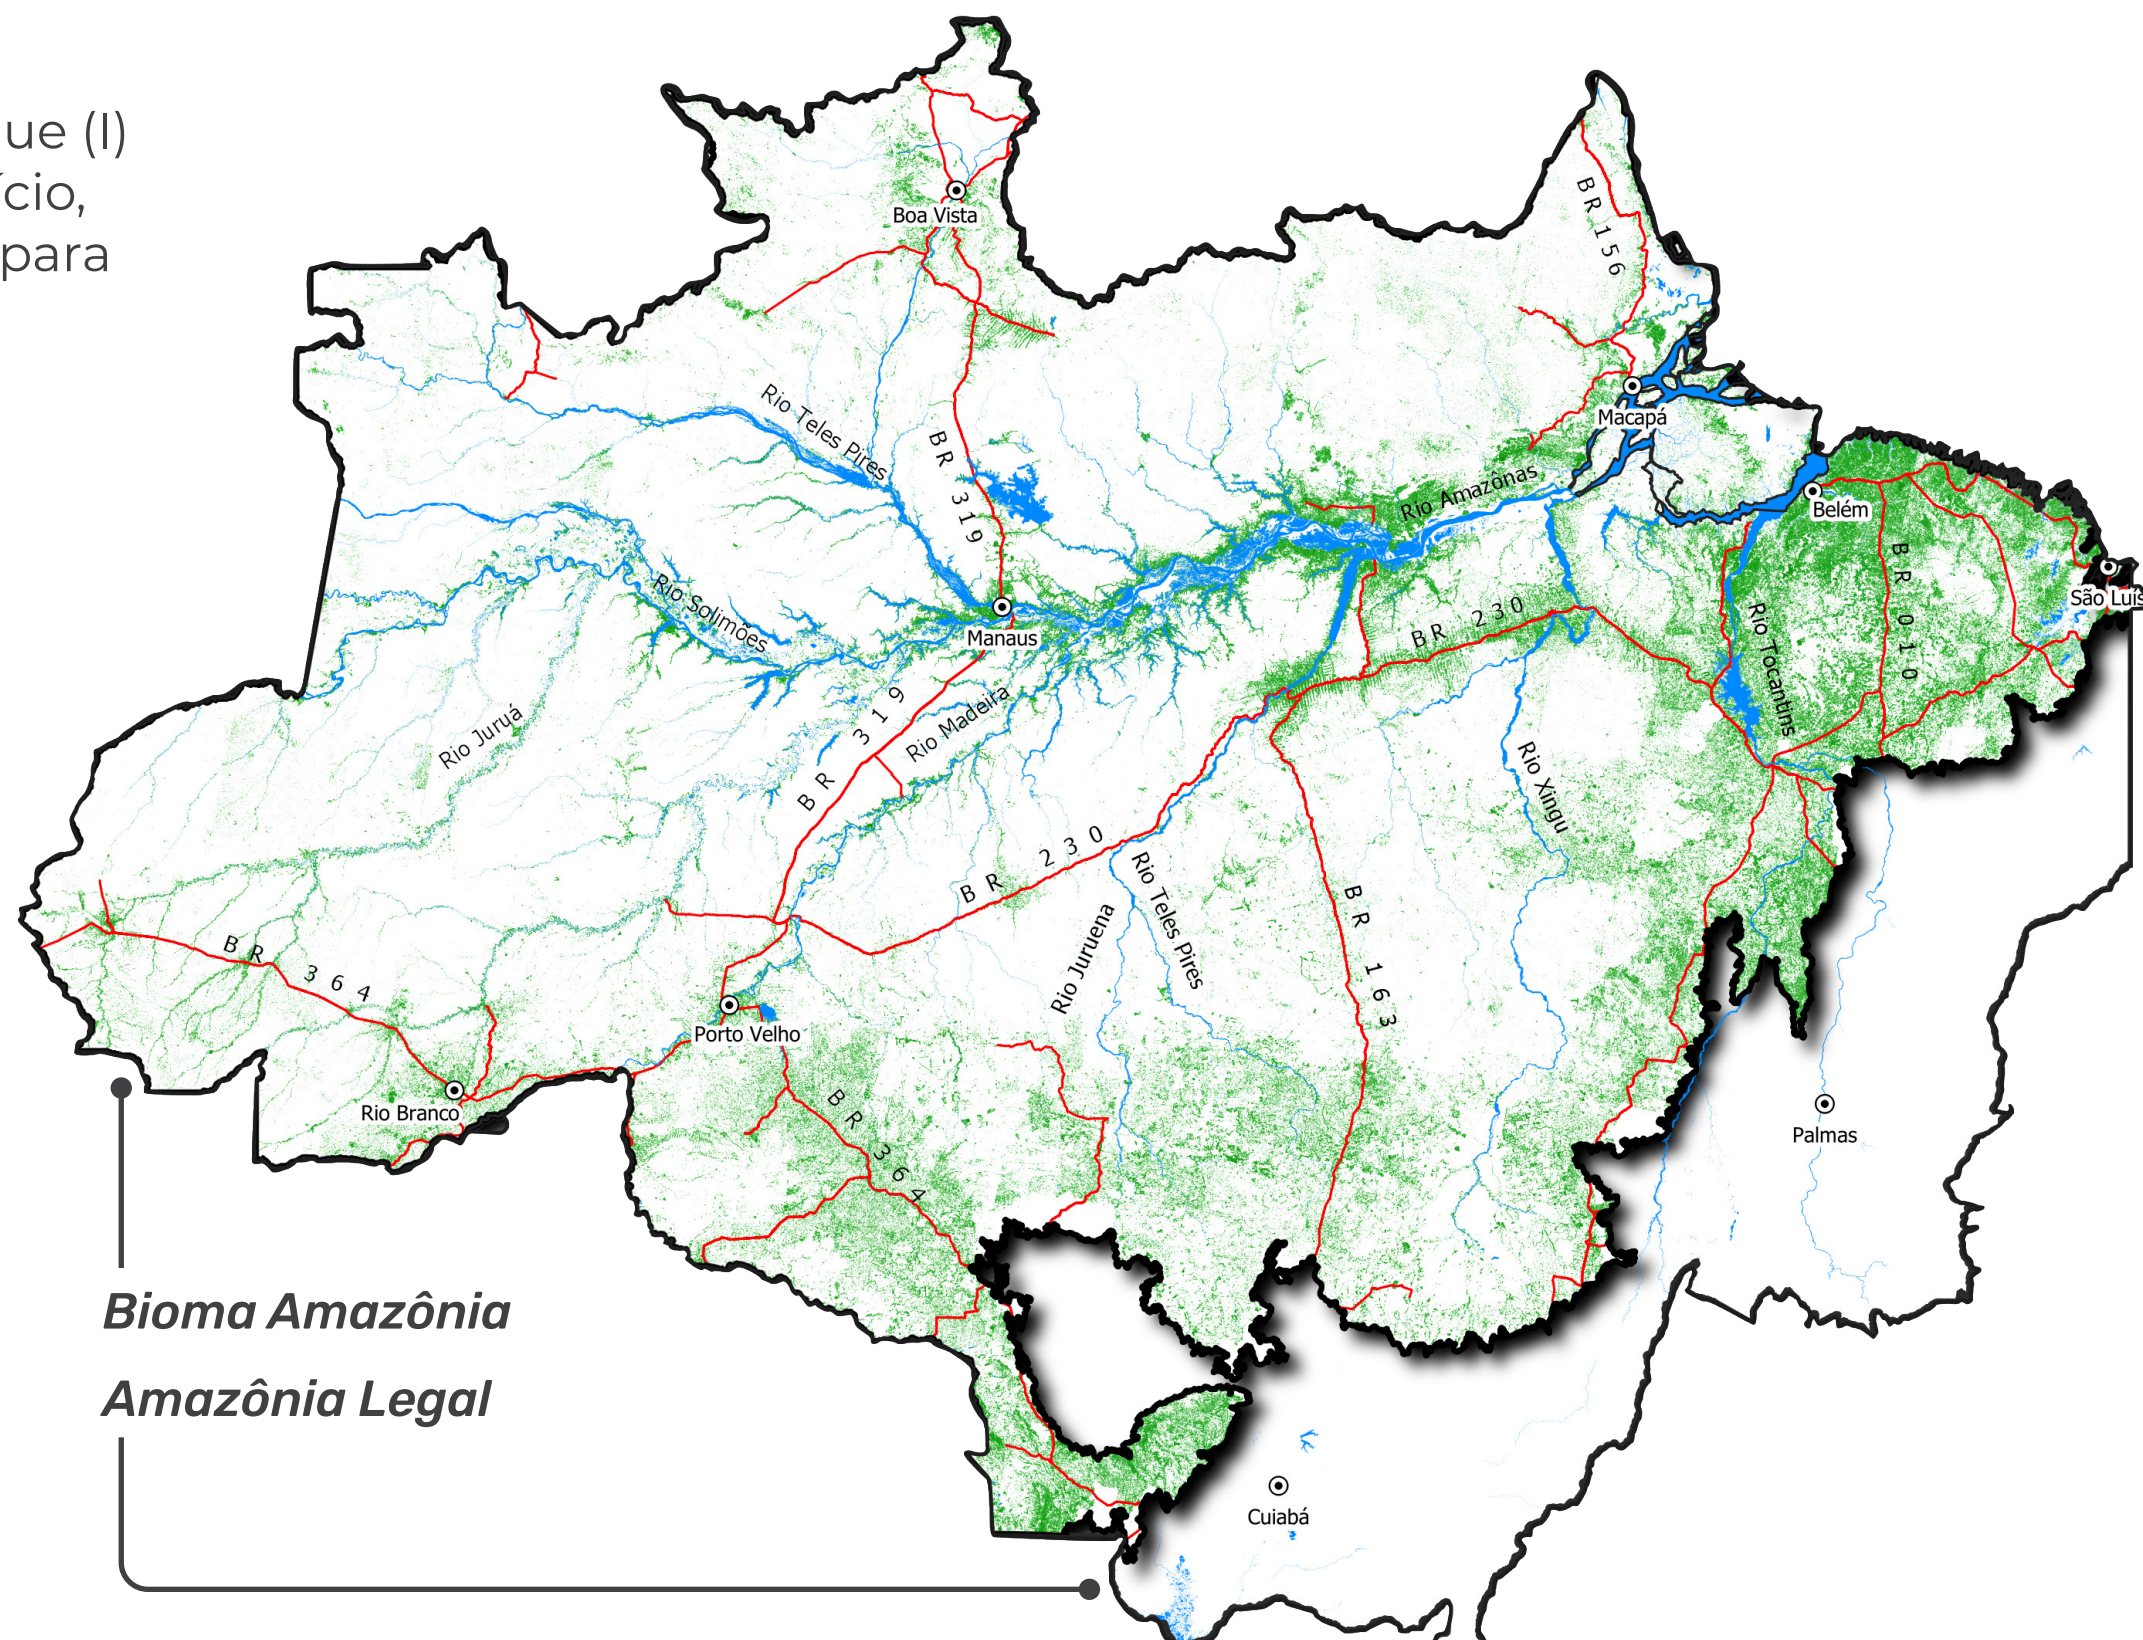 ue (I)
ício,
para
Boa Vista
BR 156
Rio Teles Pires
BR 319
Macapá
Rio Amazônas
Belém
BR 010
São Luís
Rio Solimões
Manaus
BR 230
Rio Tocantins
Rio Juruá
BR 319
Rio Madeira
Rio Xingu
BR 230
Rio Teles Pires
Rio Juruena
BR 163
BR 364
Porto Velho
Rio Branco
BR 364
Palmas
Bioma Amazônia
Amazônia Legal
Cuiabá